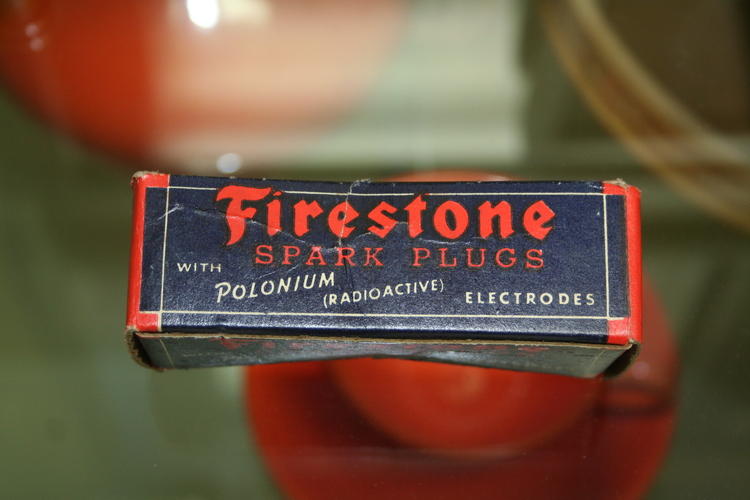 Firestone
SPARK PLUGS
WITH POLONIUM (RADIOACTIVE) ELECTRODES